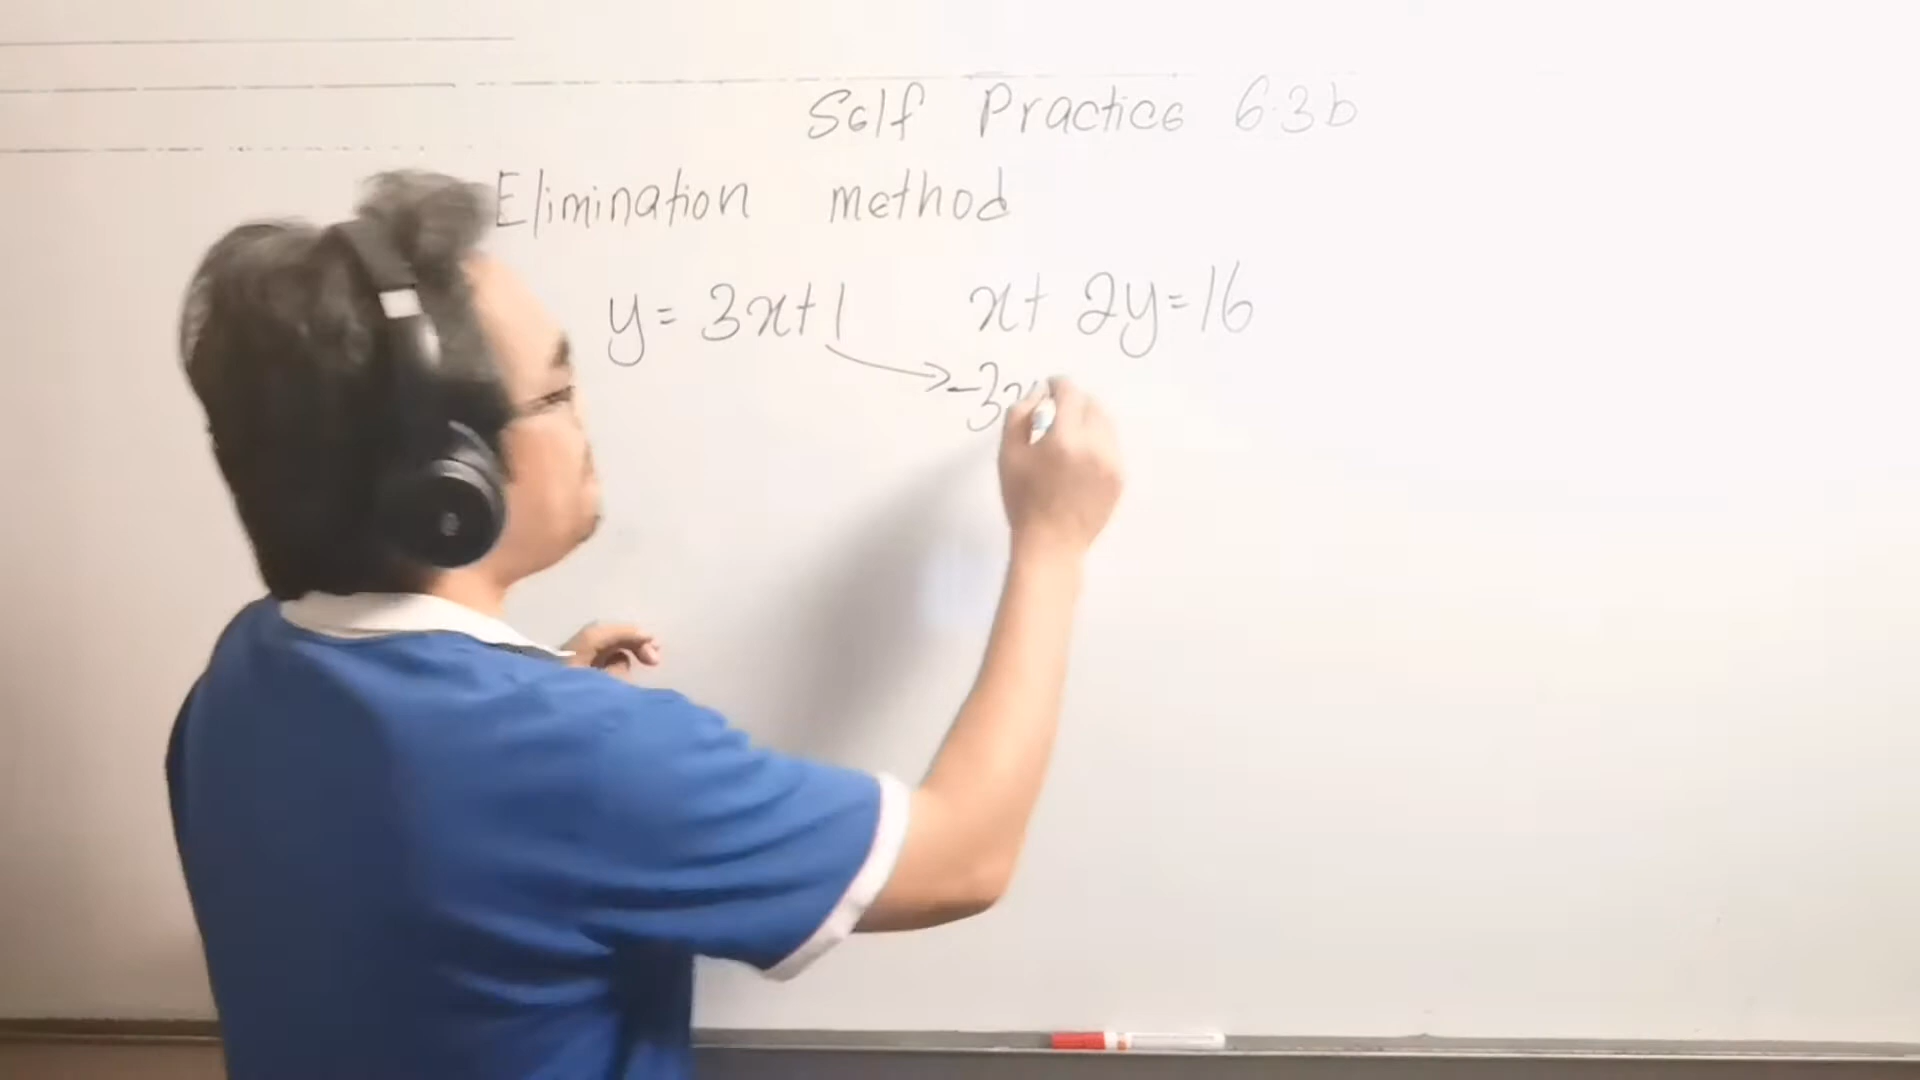 Self Practice 6.3b
Elimination method
y= 3x+1 x+ 2y=16
-3x